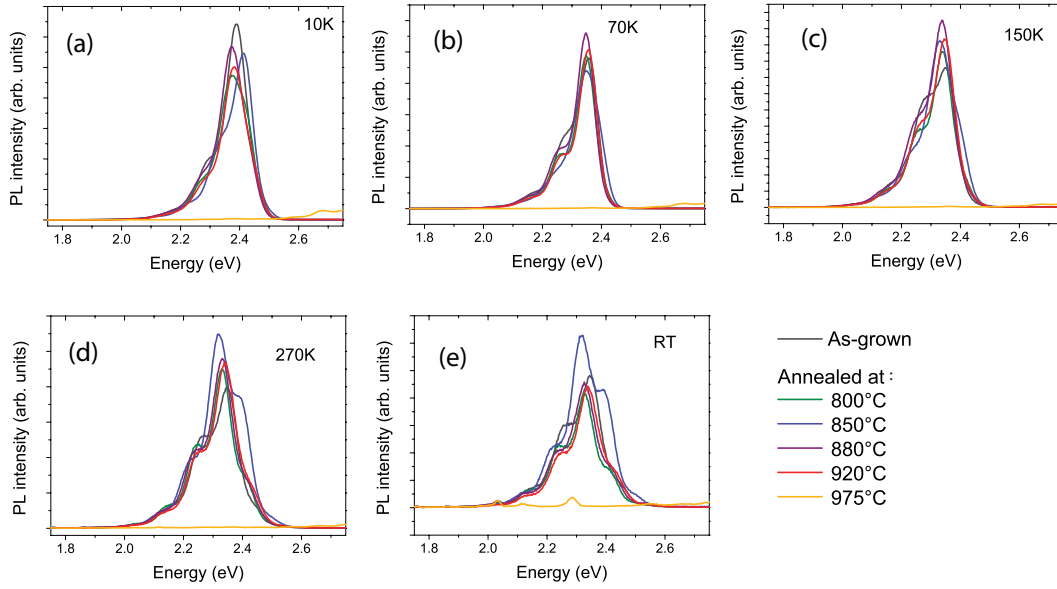 (a)
10K
PL intensity (arb. units)
1.8 2.0 2.2 2.4 2.6
Energy (eV)
(b)
70K
PL intensity (arb. units)
1.8 2.0 2.2 2.4 2.6
Energy (eV)
(c)
150K
PL intensity (arb. units)
1.8 2.0 2.2 2.4 2.6
Energy (eV)
(d)
270K
PL intensity (arb. units)
1.8 2.0 2.2 2.4 2.6
Energy (eV)
(e)
RT
PL intensity (arb. units)
1.8 2.0 2.2 2.4 2.6
Energy (eV)
As-grown
Annealed at :
800°C
850°C
880°C
920°C
975°C